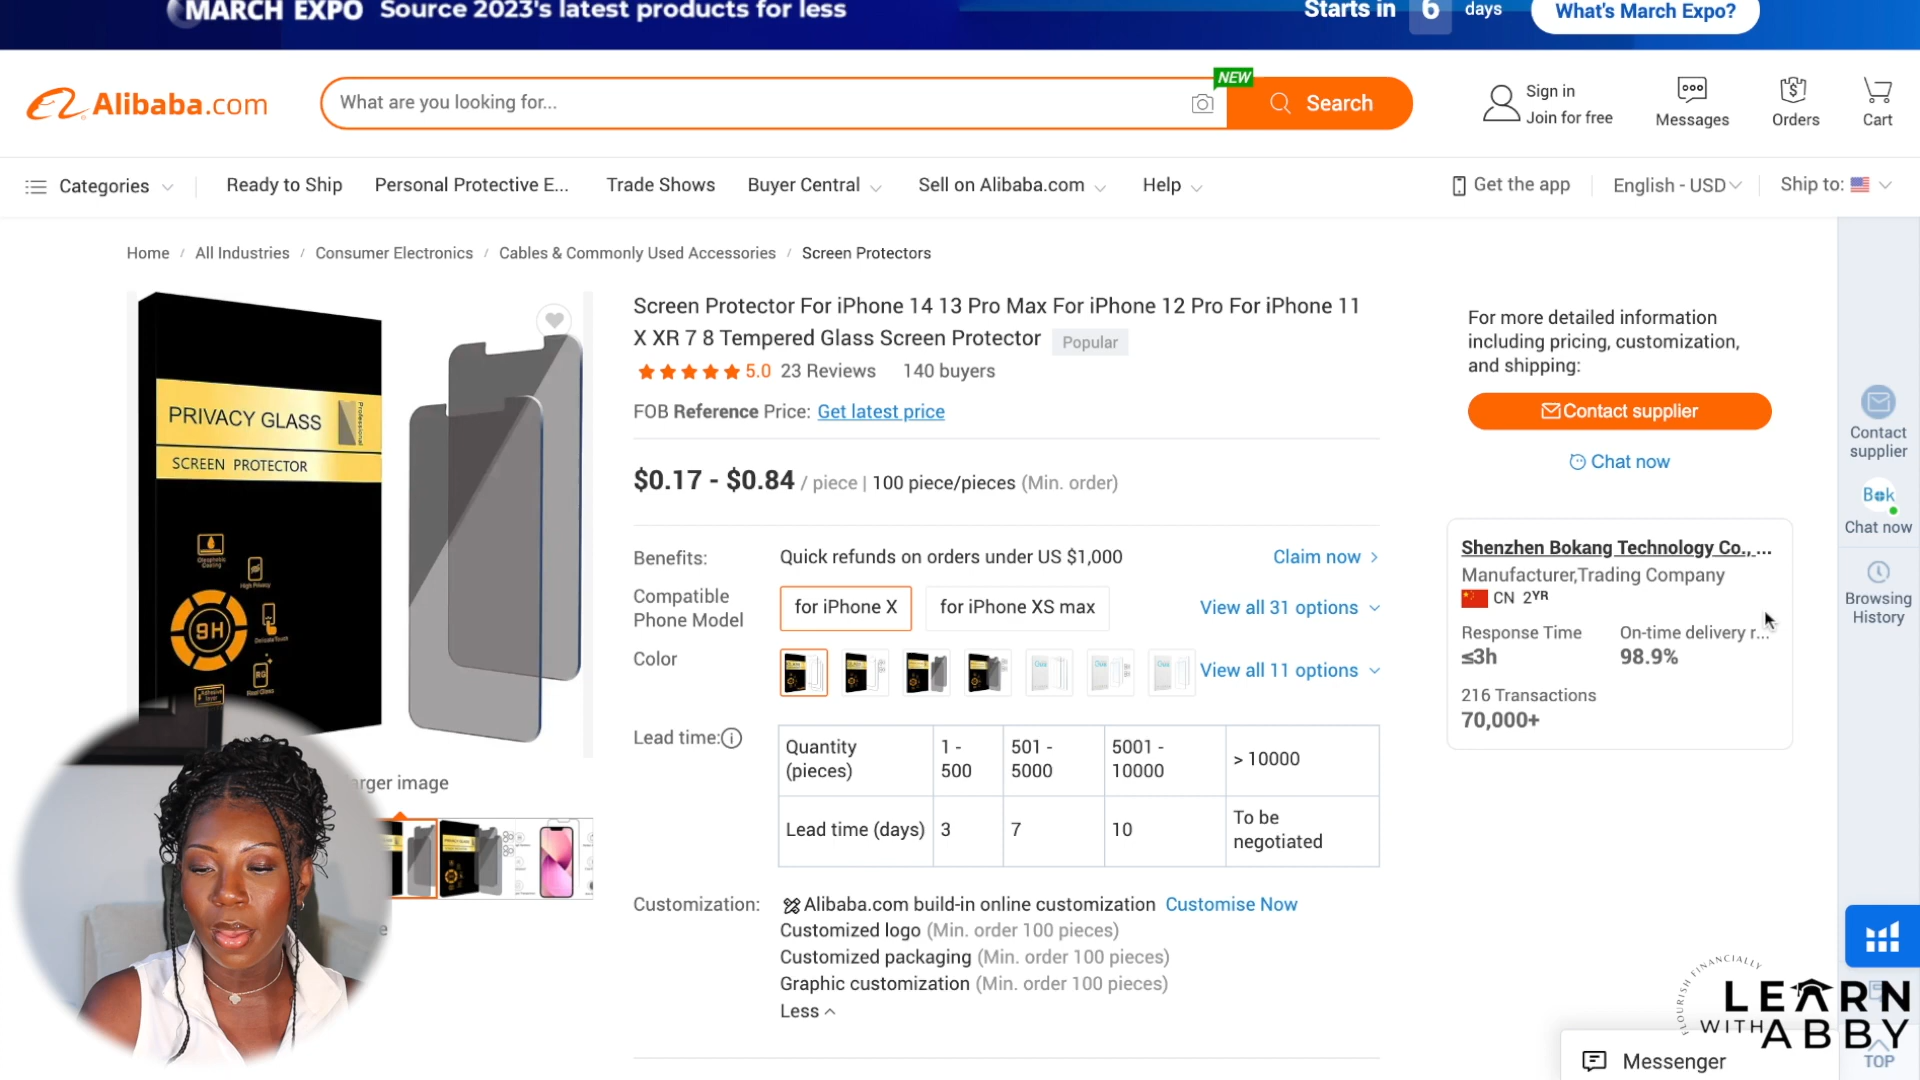 MARCH EXPO Source 2023's latest products for less
Starts in 6 days
What's March Expo?
Alibaba.com
What are you looking for...
NEW
Search
Sign in
Join for free
Messages
Orders
Cart
Categories
Ready to Ship
Personal Protective E...
Trade Shows
Buyer Central
Sell on Alibaba.com
Help
Get the app
English - USD
Ship to:
Home / All Industries / Consumer Electronics / Cables & Commonly Used Accessories / Screen Protectors
PRIVACY GLASS
Professional
SCREEN PROTECTOR
High Privacy
9H
Screen Protector For iPhone 14 13 Pro Max For iPhone 12 Pro For iPhone 11
X XR 7 8 Tempered Glass Screen Protector Popular
5.0 23 Reviews 140 buyers
FOB Reference Price: Get latest price
$0.17 - $0.84 / piece | 100 piece/pieces (Min. order)
Benefits: Quick refunds on orders under US $1,000 Claim now >
Compatible
Phone Model
for iPhone X
for iPhone XS max
View all 31 options
Color
View all 11 options
Lead time:
Quantity
(pieces)
1 -
500
501 -
5000
5001 -
10000
> 10000
Lead time (days) 3 7 10
To be
negotiated
Customization: Alibaba.com build-in online customization Customise Now
Customized logo (Min. order 100 pieces)
Customized packaging (Min. order 100 pieces)
Graphic customization (Min. order 100 pieces)
Less
arger image
e
For more detailed information
including pricing, customization,
and shipping:
Contact supplier
Chat now
Shenzhen Bokang Technology Co., ...
Manufacturer,Trading Company
CN 2YR
Response Time
≤3h
On-time delivery r...
98.9%
216 Transactions
70,000+
Contact
supplier
Bok
Chat now
Browsing
History
FLOURISH FINANCIALLY
LEARN
WITH ABBY
Messenger
TOP